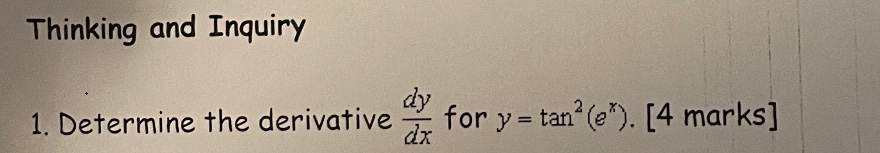 Thinking and Inquiry
1. Determine the derivative dy/dx for y = tan²(eˣ). [4 marks]